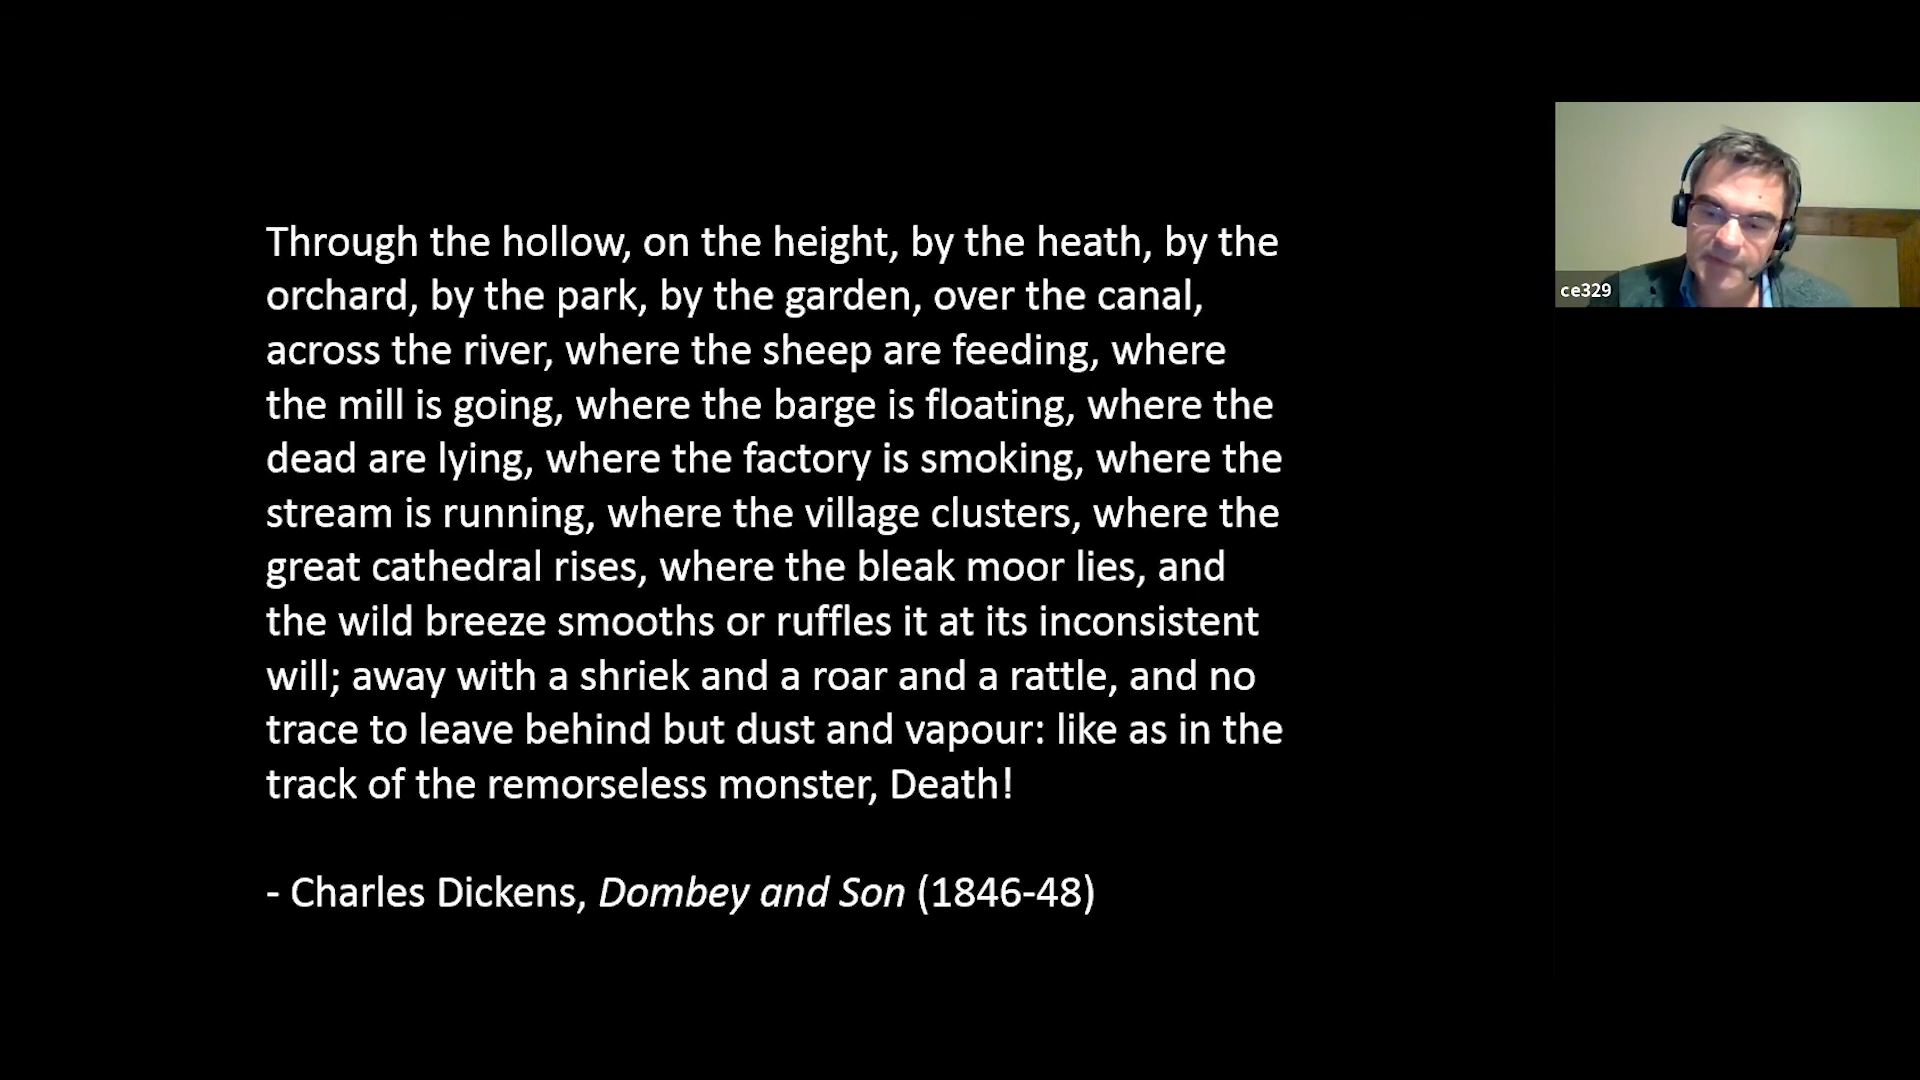 Through the hollow, on the height, by the heath, by the
orchard, by the park, by the garden, over the canal,
across the river, where the sheep are feeding, where
the mill is going, where the barge is floating, where the
dead are lying, where the factory is smoking, where the
stream is running, where the village clusters, where the
great cathedral rises, where the bleak moor lies, and
the wild breeze smooths or ruffles it at its inconsistent
will; away with a shriek and a roar and a rattle, and no
trace to leave behind but dust and vapour: like as in the
track of the remorseless monster, Death!
- Charles Dickens, Dombey and Son (1846-48)
ce329